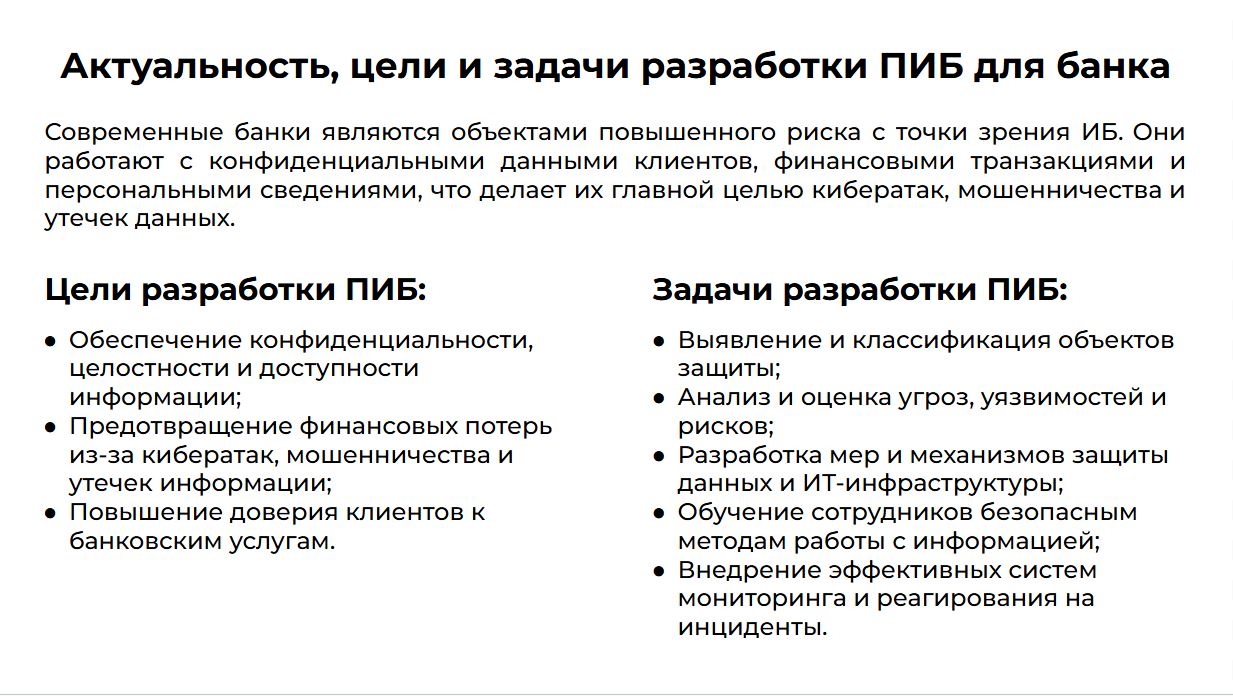 Актуальность, цели и задачи разработки ПИБ для банка
Современные банки являются объектами повышенного риска с точки зрения ИБ. Они
работают с конфиденциальными данными клиентов, финансовыми транзакциями и
персональными сведениями, что делает их главной целью кибератак, мошенничества и
утечек данных.
Цели разработки ПИБ:
● Обеспечение конфиденциальности,
целостности и доступности
информации;
● Предотвращение финансовых потерь
из-за кибератак, мошенничества и
утечек информации;
● Повышение доверия клиентов к
банковским услугам.
Задачи разработки ПИБ:
● Выявление и классификация объектов
защиты;
● Анализ и оценка угроз, уязвимостей и
рисков;
● Разработка мер и механизмов защиты
данных и ИТ-инфраструктуры;
● Обучение сотрудников безопасным
методам работы с информацией;
● Внедрение эффективных систем
мониторинга и реагирования на
инциденты.